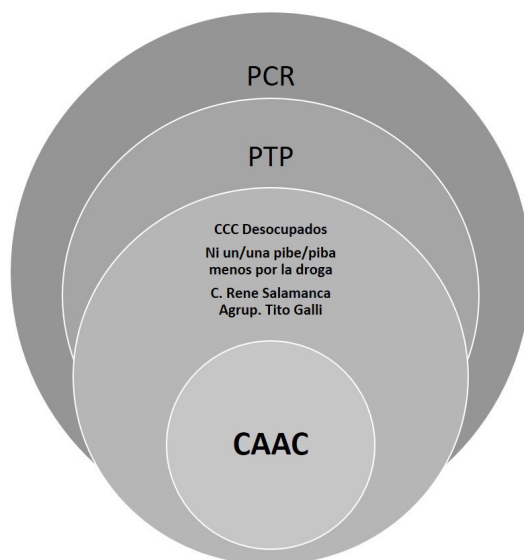 PCR
PTP
CCC Desocupados
Ni un/una pibe/piba
menos por la droga
C. Rene Salamanca
Agrup. Tito Galli
CAAC